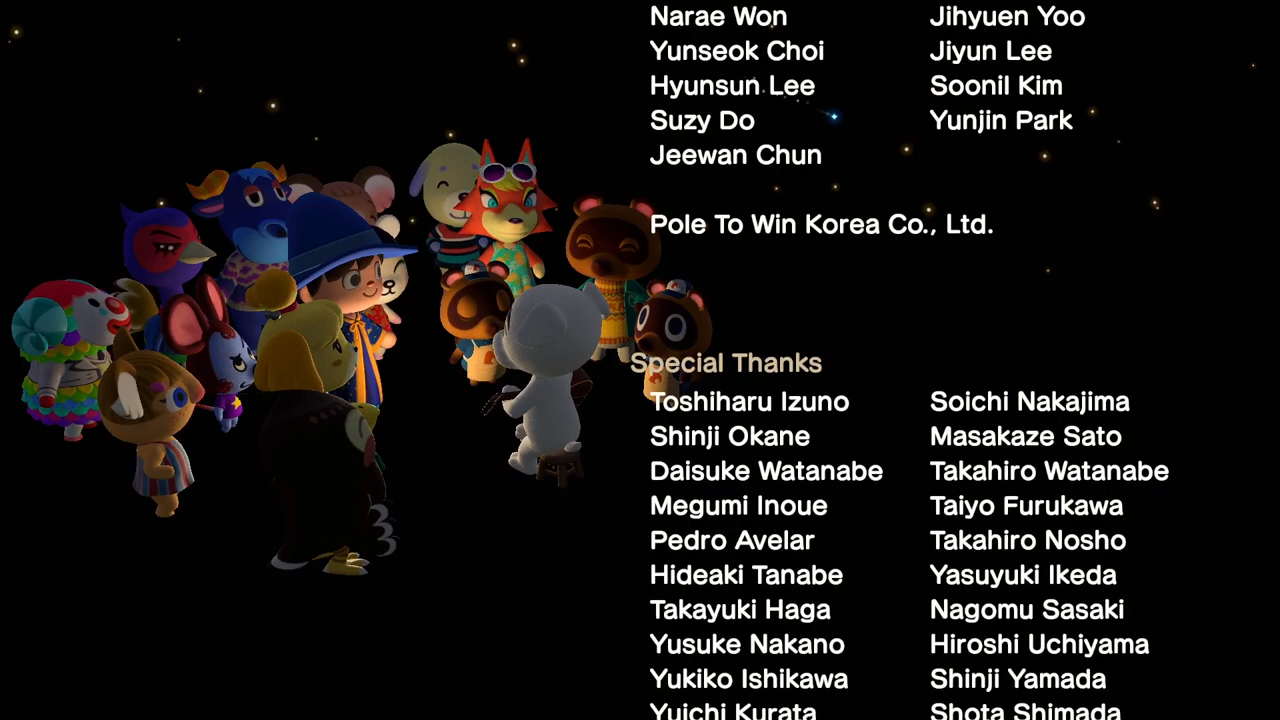 Narae Won Jihyuen Yoo
Yunseok Choi Jiyun Lee
Hyunsun Lee Soonil Kim
Suzy Do Yunjin Park
Jeewan Chun
Pole To Win Korea Co., Ltd.
Special Thanks
Toshiharu Izuno Soichi Nakajima
Shinji Okane Masakaze Sato
Daisuke Watanabe Takahiro Watanabe
Megumi Inoue Taiyo Furukawa
Pedro Avelar Takahiro Nosho
Hideaki Tanabe Yasuyuki Ikeda
Takayuki Haga Nagomu Sasaki
Yusuke Nakano Hiroshi Uchiyama
Yukiko Ishikawa Shinji Yamada
Yuichi Kurata Shota Shimada